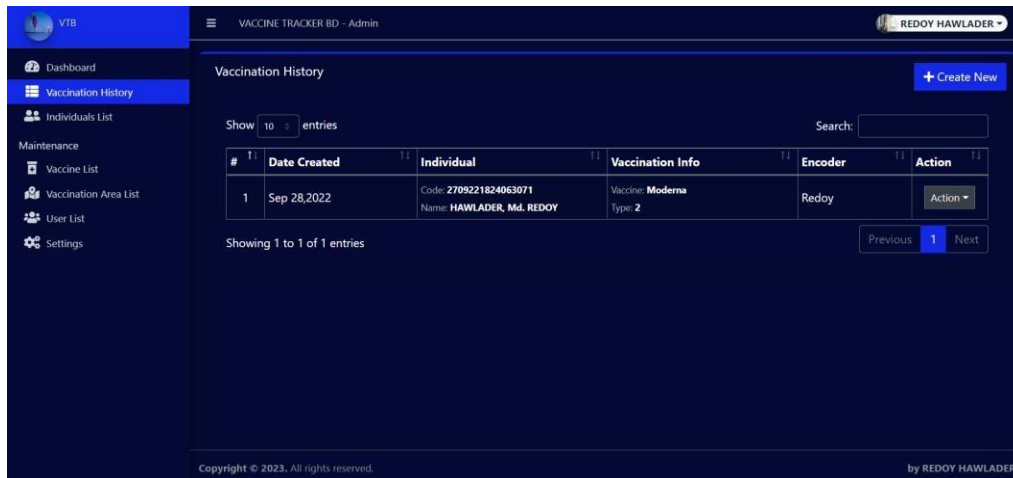 VTB
VACCINE TRACKER BD - Admin
REDOY HAWLADER
Dashboard
Vaccination History
Individuals List
Maintenance
Vaccine List
Vaccination Area List
User List
Settings
Vaccination History
+ Create New
Show 10 entries
Search:
# Date Created Individual Vaccination Info Encoder Action
1 Sep 28,2022 Code: 2709221824063071 Vaccine: Moderna Redoy Action
Name: HAWLADER, Md. REDOY Type: 2
Showing 1 to 1 of 1 entries
Previous 1 Next
Copyright © 2023. All rights reserved.
by REDOY HAWLADER